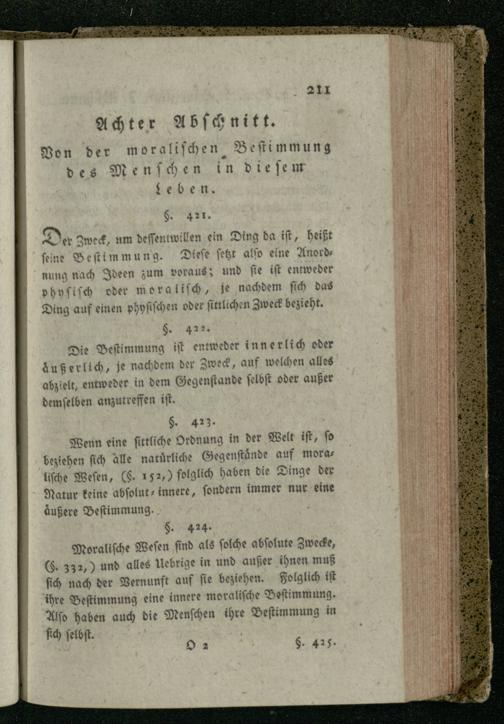 211
Achter Abschnitt.
Von der moralischen Bestimmung
des Menschen in diesem
Leben.
§. 421.
Der Zweck, um dessentwillen ein Ding da ist, heißt
seine Bestimmung. Diese setzt also eine Anord-
nung nach Ideen zum voraus; und sie ist entweder
physisch oder moralisch, je nachdem sich das
Ding auf einen physischen oder sittlichen Zweck bezieht.
§. 422.
Die Bestimmung ist entweder innerlich oder
äußerlich, je nachdem der Zweck, auf welchen alles
abzielt, entweder in dem Gegenstande selbst oder außer
demselben anzutreffen ist.
§. 423.
Wenn eine sittliche Ordnung in der Welt ist, so
beziehen sich alle natürliche Gegenstände auf mora-
lische Wesen, (§. 152,) folglich haben die Dinge der
Natur keine absolut-innere, sondern immer nur eine
äußere Bestimmung.
§. 424.
Moralische Wesen sind als solche absolute Zwecke,
(§. 332,) und alles Uebrige in und außer ihnen muß
sich nach der Vernunft auf sie beziehen. Folglich ist
ihre Bestimmung eine innere moralische Bestimmung.
Also haben auch die Menschen ihre Bestimmung in
sich selbst.
O 2 §. 425.